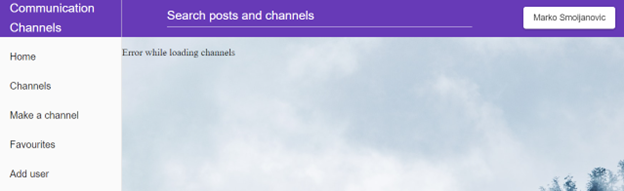 Communication
Channels
Search posts and channels
Marko Smoljanovic
Home
Channels
Make a channel
Favourites
Add user
Error while loading channels